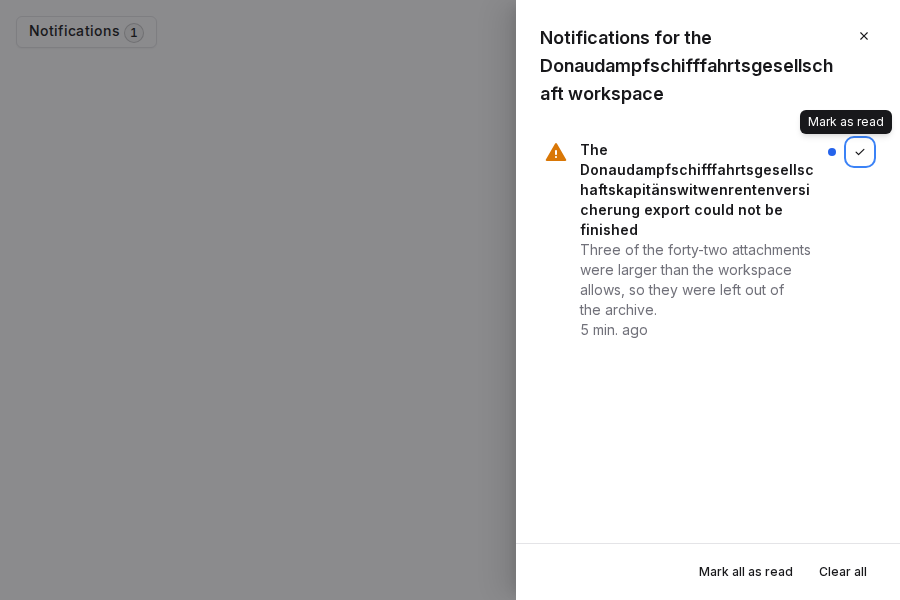 Notifications 1
Notifications for the
Donaudampfschifffahrtsgesellsch
aft workspace
Mark as read
The
Donaudampfschifffahrtsgesellsc
haftskapitänswitwenrentenversi
cherung export could not be
finished
Three of the forty-two attachments
were larger than the workspace
allows, so they were left out of
the archive.
5 min. ago
Mark all as read
Clear all